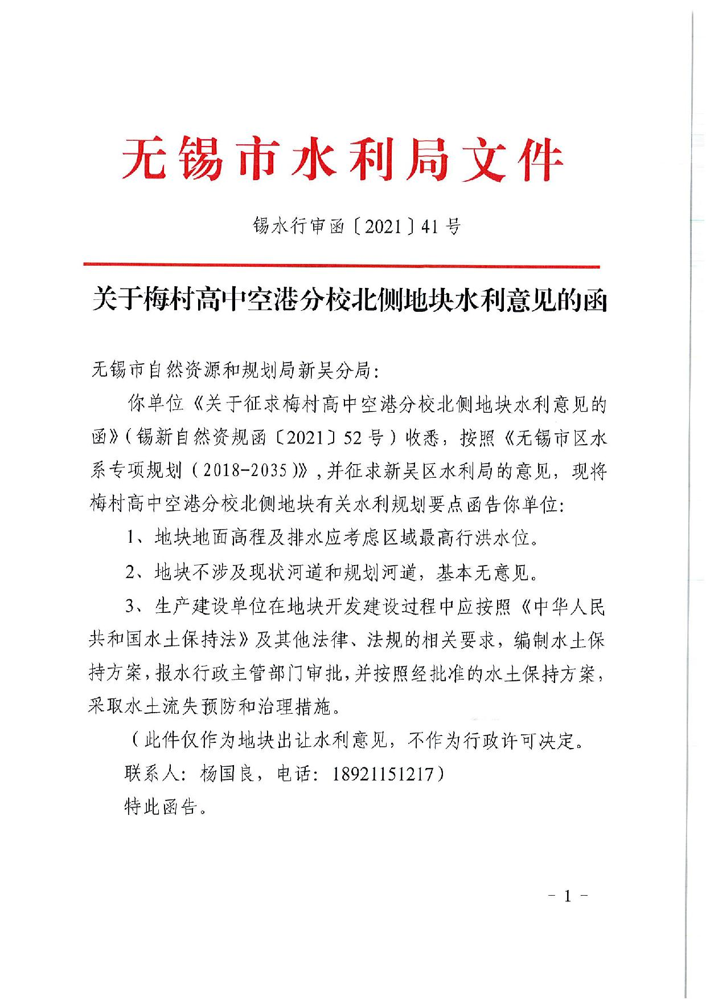 无锡市水利局文件
锡水行审函〔2021〕41号
关于梅村高中空港分校北侧地块水利意见的函
无锡市自然资源和规划局新吴分局：
你单位《关于征求梅村高中空港分校北侧地块水利意见的
函》（锡新自然资规函〔2021〕52号）收悉，按照《无锡市区水
系专项规划（2018-2035）》,并征求新吴区水利局的意见，现将
梅村高中空港分校北侧地块有关水利规划要点函告你单位：
1、地块地面高程及排水应考虑区域最高行洪水位。
2、地块不涉及现状河道和规划河道，基本无意见。
3、生产建设单位在地块开发建设过程中应按照《中华人民
共和国水土保持法》及其他法律、法规的相关要求，编制水土保
持方案，报水行政主管部门审批，并按照经批准的水土保持方案，
采取水土流失预防和治理措施。
（此件仅作为地块出让水利意见，不作为行政许可决定。
联系人：杨国良，电话：18921151217）
特此函告。
- 1 -